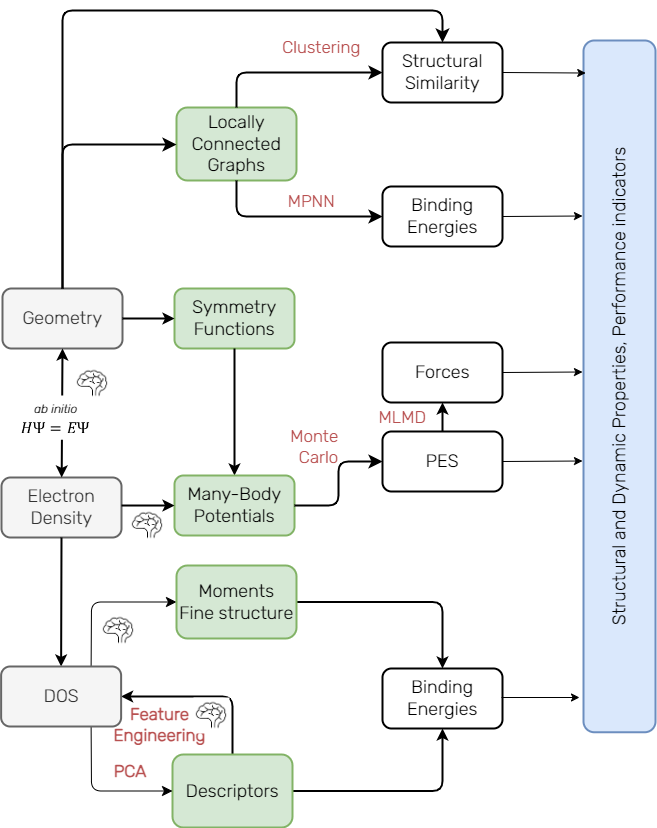 Clustering
Structural
Similarity
Locally
Connected
Graphs
MPNN
Binding
Energies
Geometry
Symmetry
Functions
ab initio
HΨ = EΨ
Forces
MLMD
Monte
Carlo
PES
Electron
Density
Many-Body
Potentials
Moments
Fine structure
DOS
Feature
Engineering
Binding
Energies
PCA
Descriptors
Structural and Dynamic Properties, Performance indicators